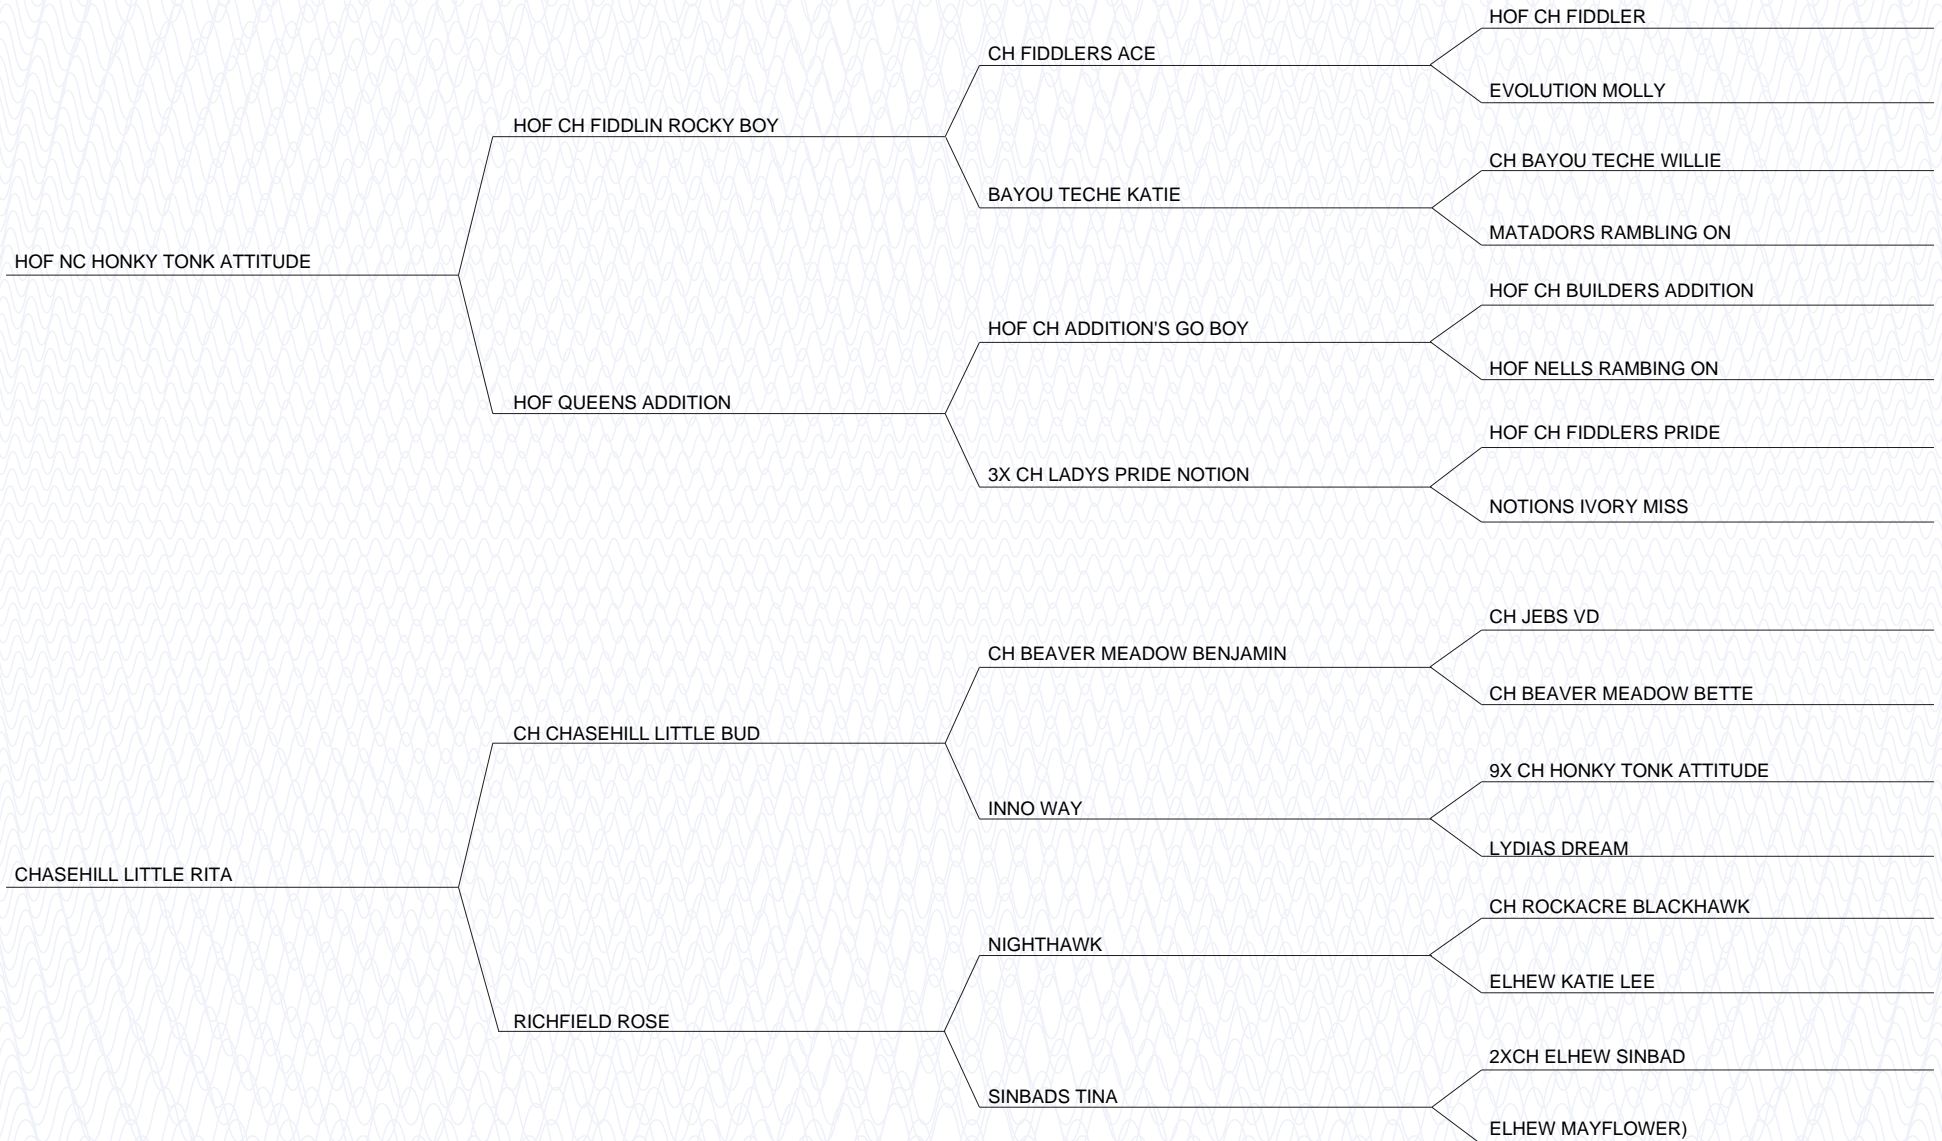 HOF CH FIDDLER
CH FIDDLERS ACE
EVOLUTION MOLLY
HOF CH FIDDLIN ROCKY BOY
CH BAYOU TECHE WILLIE
BAYOU TECHE KATIE
MATADORS RAMBLING ON
HOF NC HONKY TONK ATTITUDE
HOF CH BUILDERS ADDITION
HOF CH ADDITION'S GO BOY
HOF NELLS RAMBING ON
HOF QUEENS ADDITION
HOF CH FIDDLERS PRIDE
3X CH LADYS PRIDE NOTION
NOTIONS IVORY MISS
CH JEBS VD
CH BEAVER MEADOW BENJAMIN
CH BEAVER MEADOW BETTE
CH CHASEHILL LITTLE BUD
9X CH HONKY TONK ATTITUDE
INNO WAY
LYDIAS DREAM
CHASEHILL LITTLE RITA
CH ROCKACRE BLACKHAWK
NIGHTHAWK
ELHEW KATIE LEE
RICHFIELD ROSE
2XCH ELHEW SINBAD
SINBADS TINA
ELHEW MAYFLOWER)